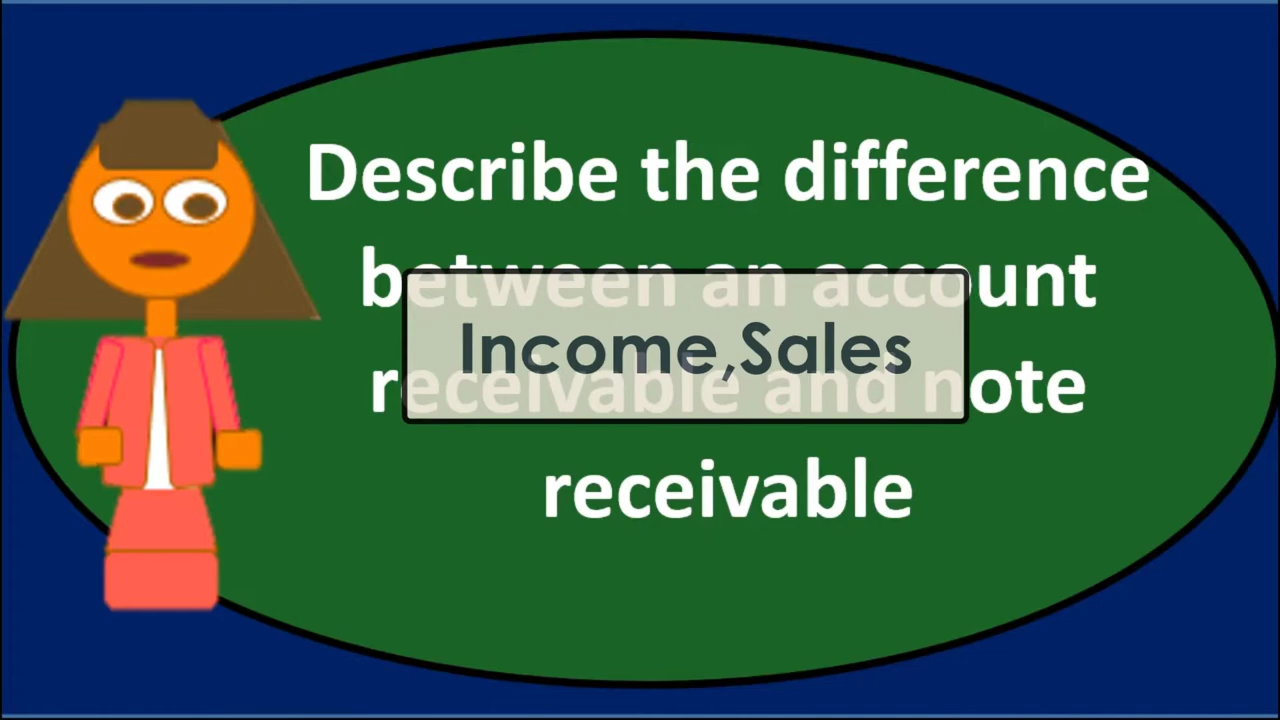 Describe the difference
between an account
Income,Sales
receivable and note
receivable